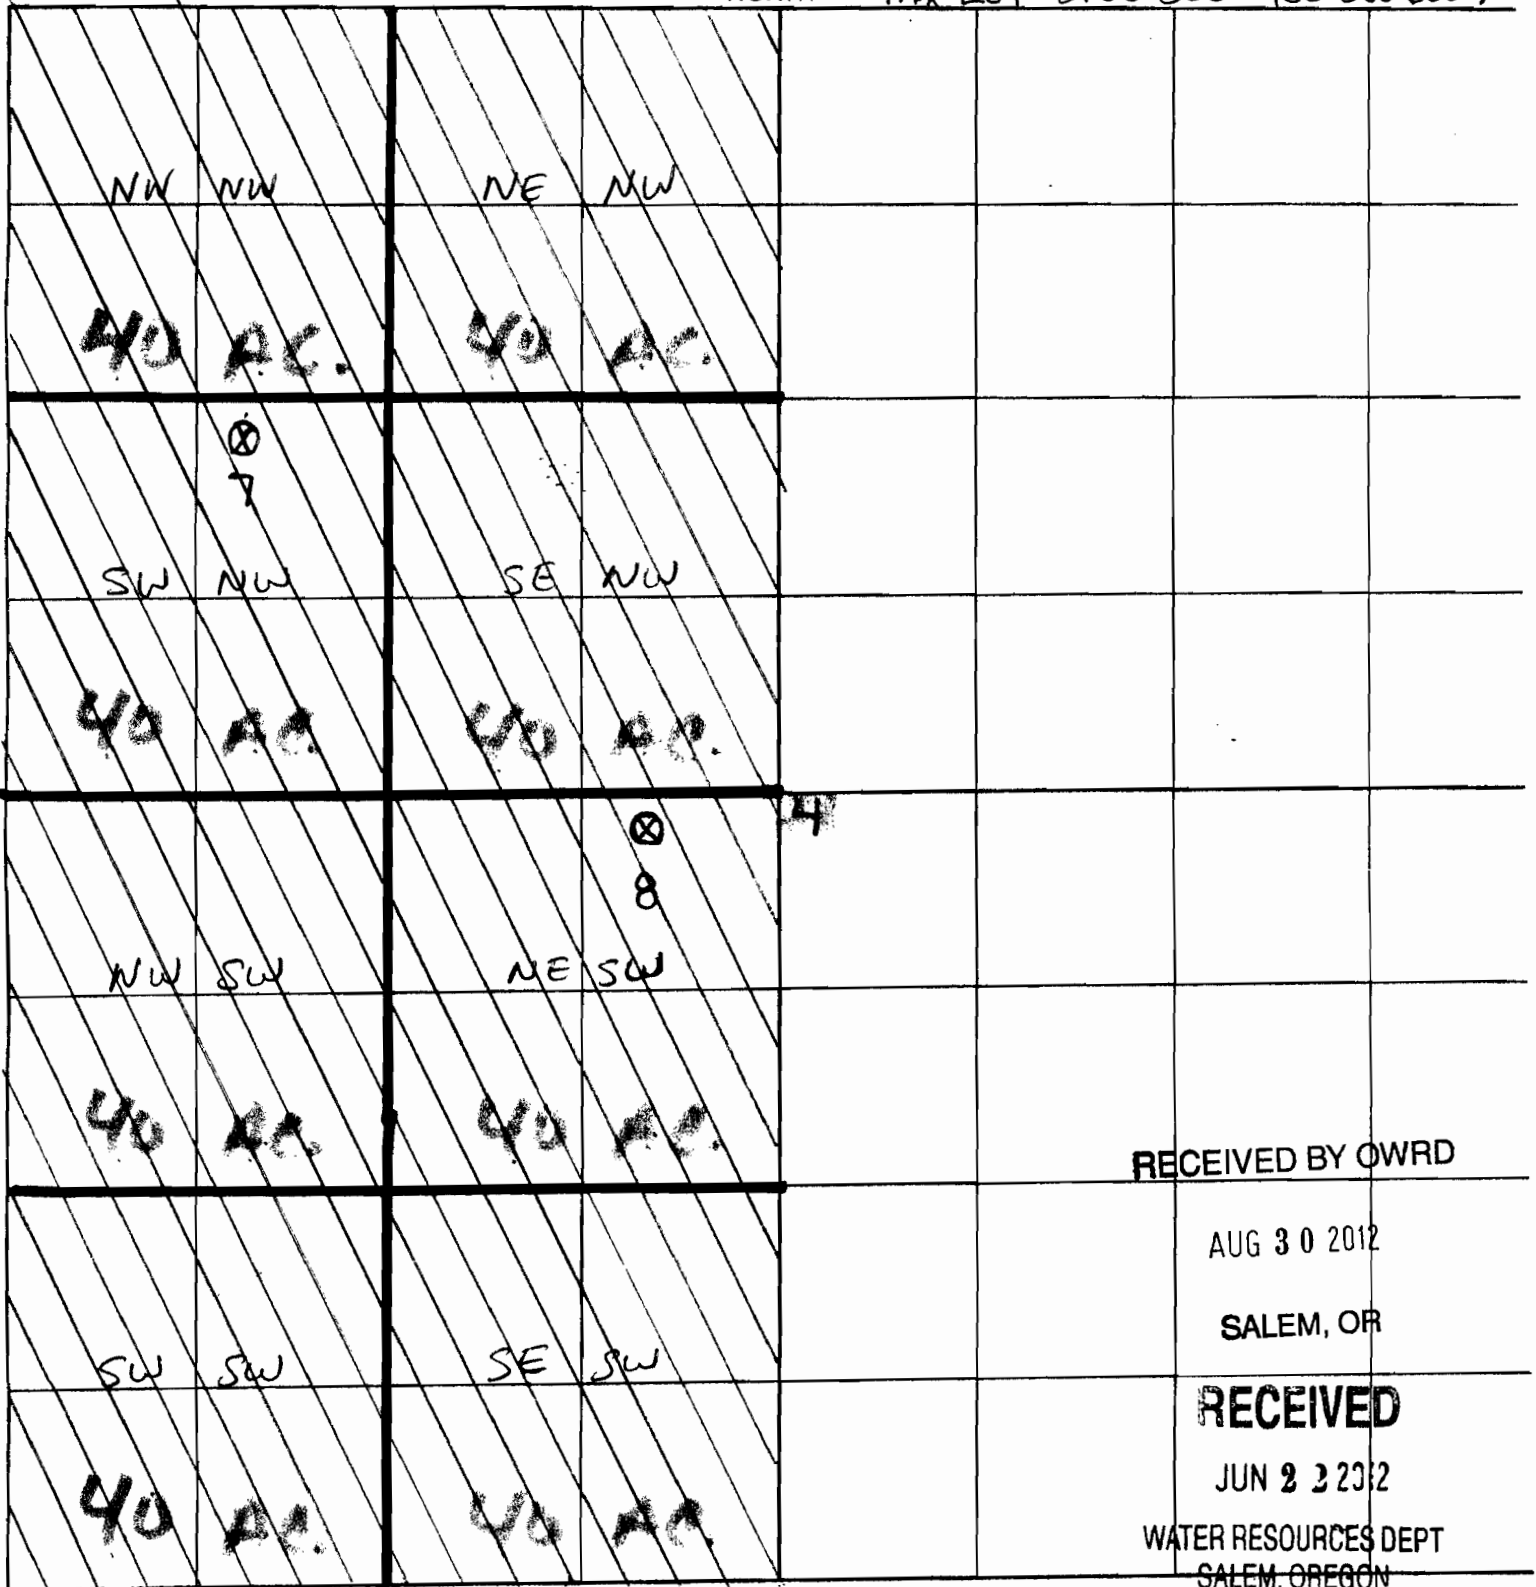 NW NW NE NW
40 AC. 40 AC.
7
SW NW SE NW
40 AC. 40 AC.
4
8
NW SW NE SW
40 AC. 40 AC.
RECEIVED BY OWRD
AUG 30 2012
SALEM, OR
SW SW SE SW
RECEIVED
JUN 22 2012
40 AC. 40 AC.
WATER RESOURCES DEPT
SALEM, OREGON